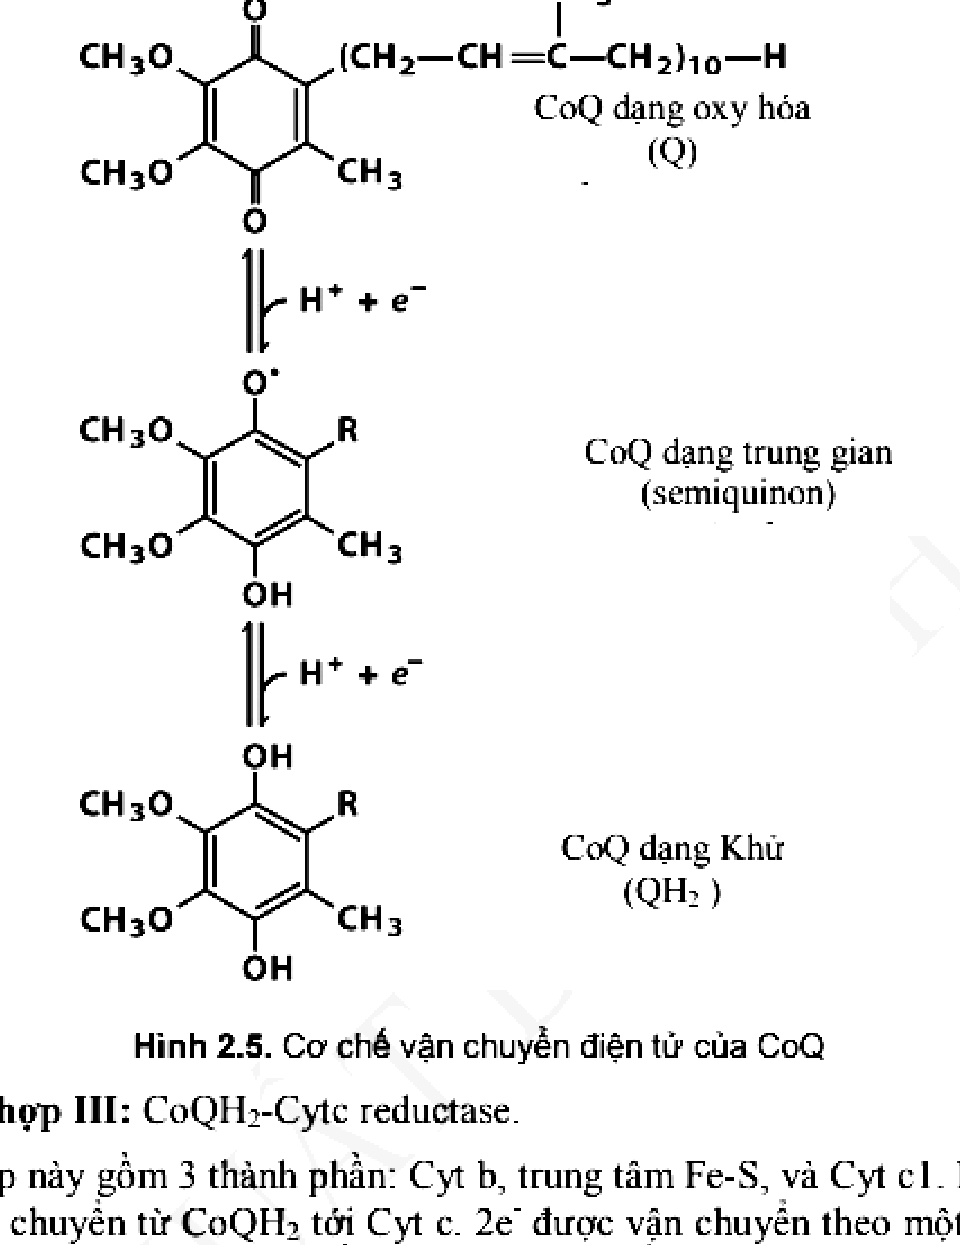 O
CH3O (CH2—CH=C—CH2)10—H
CoQ dạng oxy hóa
(Q)
CH3O CH3
O
H+ + e−
O•
CH3O R
CoQ dạng trung gian
(semiquinon)
CH3O CH3
OH
H+ + e−
OH
CH3O R
CoQ dạng Khử
(QH2 )
CH3O CH3
OH
Hình 2.5. Cơ chế vận chuyển điện tử của CoQ
hợp III: CoQH2-Cytc reductase.
này gồm 3 thành phần: Cyt b, trung tâm Fe-S, và Cyt c1.
chuyển từ CoQH2 tới Cyt c. 2e- được vận chuyển theo một